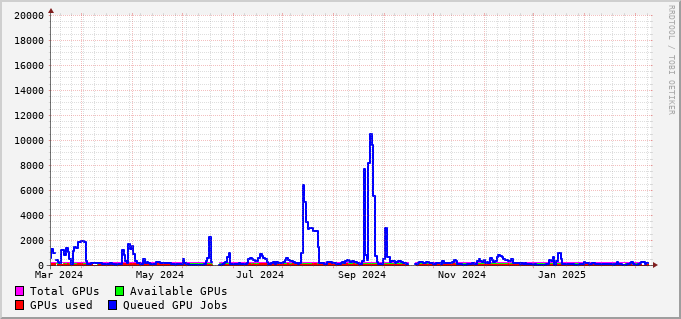 20000
18000
16000
14000
12000
10000
8000
6000
4000
2000
0
Mar 2024 May 2024 Jul 2024 Sep 2024 Nov 2024 Jan 2025
Total GPUs Available GPUs
GPUs used Queued GPU Jobs
RRDTOOL / TOBI OETIKER